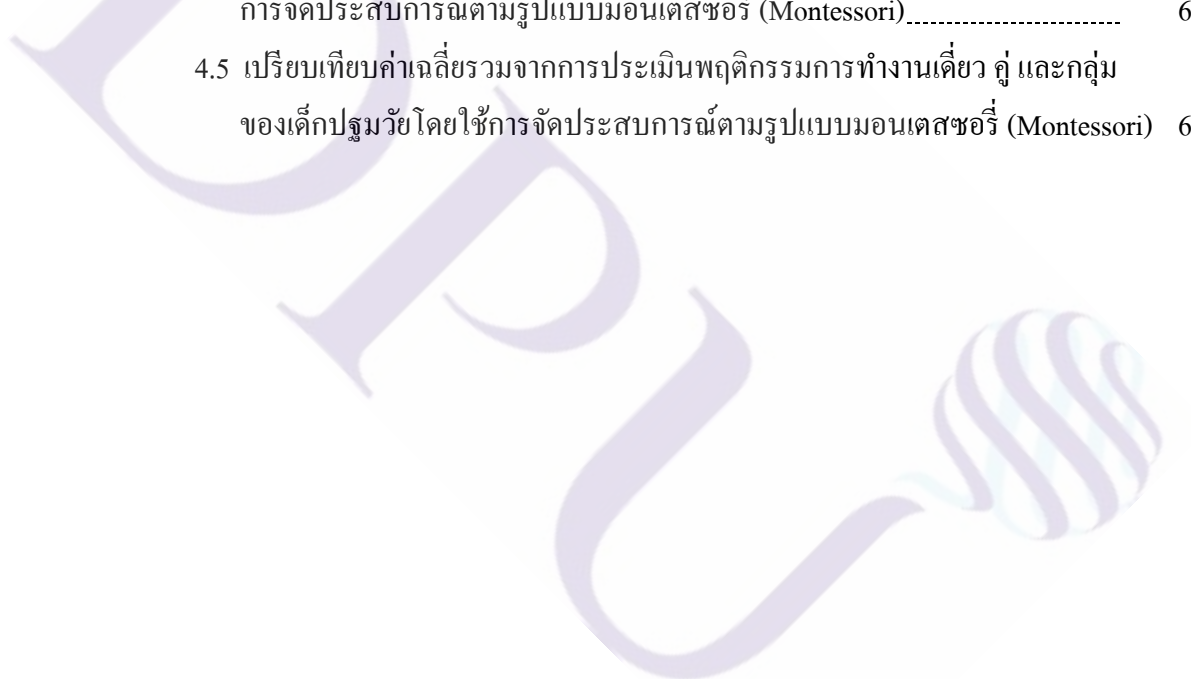 การจัดประสบการณ์ตามรูปแบบมอนเตสซอรี่ (Montessori) 6
4.5 เปรียบเทียบค่าเฉลี่ยรวมจากการประเมินพฤติกรรมการทำงานเดี่ยว คู่ และกลุ่ม
ของเด็กปฐมวัยโดยใช้การจัดประสบการณ์ตามรูปแบบมอนเตสซอรี่ (Montessori) 6
DPU